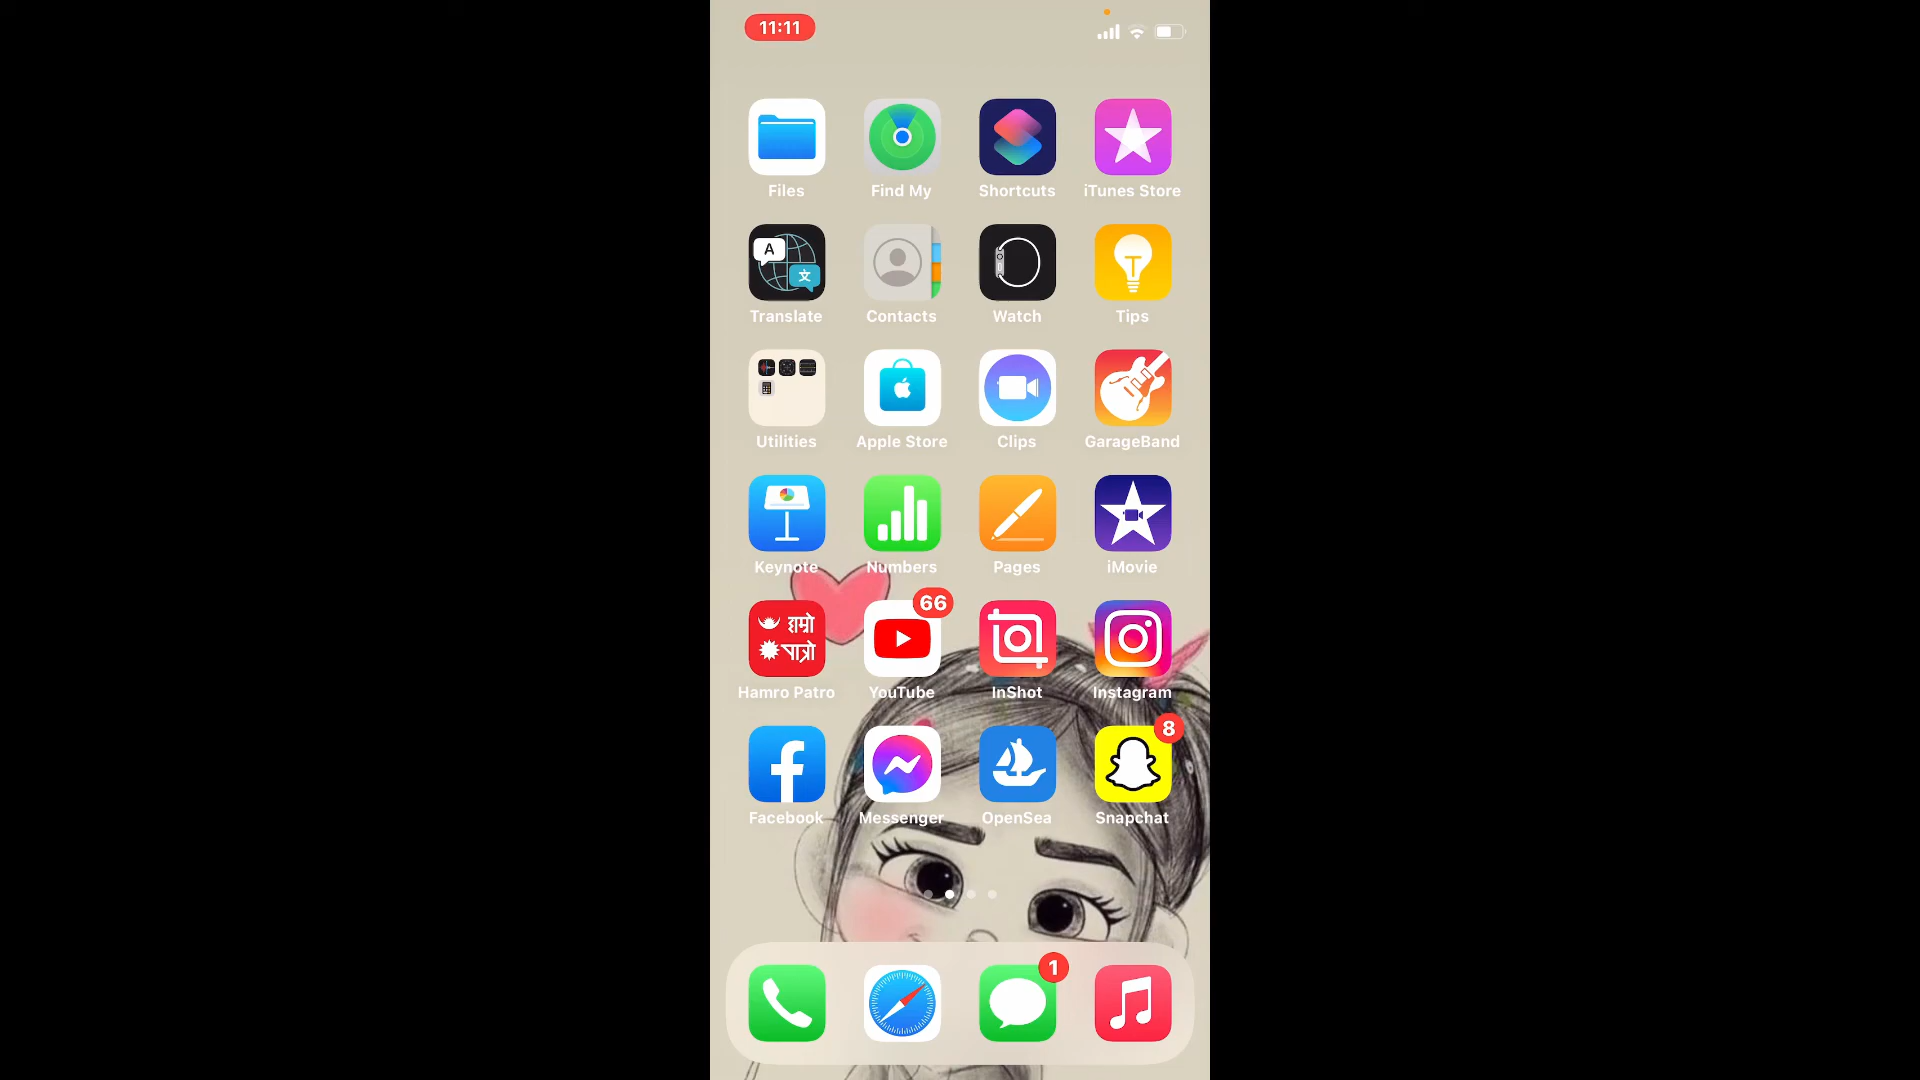 11:11
Files Find My Shortcuts iTunes Store
A 文
Translate Contacts Watch Tips
Utilities Apple Store Clips GarageBand
Keynote Numbers Pages iMovie
हाम्रो
पात्रो
66
Hamro Patro YouTube InShot Instagram
8
Facebook Messenger OpenSea Snapchat
1